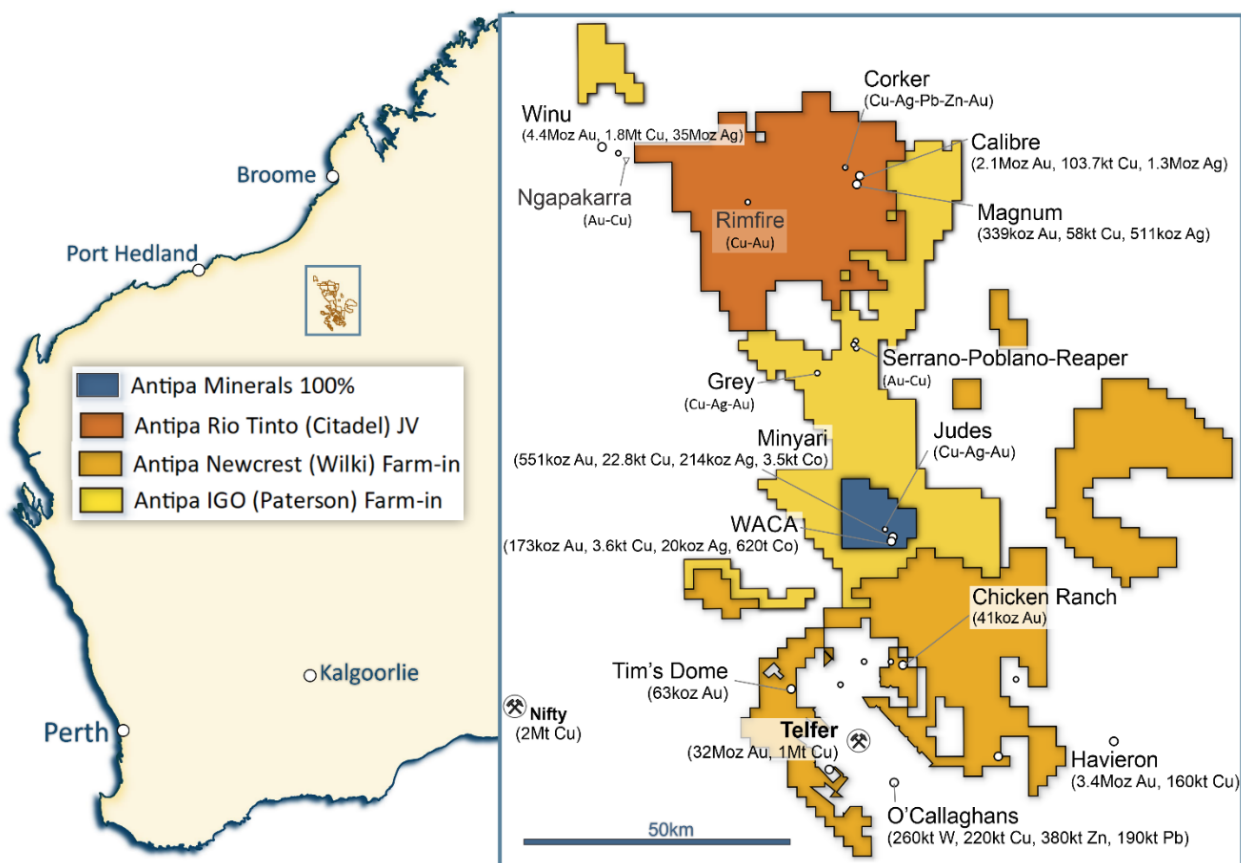 Broome
Port Hedland
Antipa Minerals 100%
Antipa Rio Tinto (Citadel) JV
Antipa Newcrest (Wilki) Farm-in
Antipa IGO (Paterson) Farm-in
Kalgoorlie
Perth
Corker
(Cu-Ag-Pb-Zn-Au)
Winu
(4.4Moz Au, 1.8Mt Cu, 35Moz Ag)
Calibre
(2.1Moz Au, 103.7kt Cu, 1.3Moz Ag)
Ngapakarra
(Au-Cu)
Rimfire
(Cu-Au)
Magnum
(339koz Au, 58kt Cu, 511koz Ag)
Serrano-Poblano-Reaper
(Au-Cu)
Grey
(Cu-Ag-Au)
Judes
(Cu-Ag-Au)
Minyari
(551koz Au, 22.8kt Cu, 214koz Ag, 3.5kt Co)
WACA
(173koz Au, 3.6kt Cu, 20koz Ag, 620t Co)
Chicken Ranch
(41koz Au)
Tim's Dome
(63koz Au)
Nifty
(2Mt Cu)
Telfer
(32Moz Au, 1Mt Cu)
Havieron
(3.4Moz Au, 160kt Cu)
O'Callaghans
(260kt W, 220kt Cu, 380kt Zn, 190kt Pb)
50km